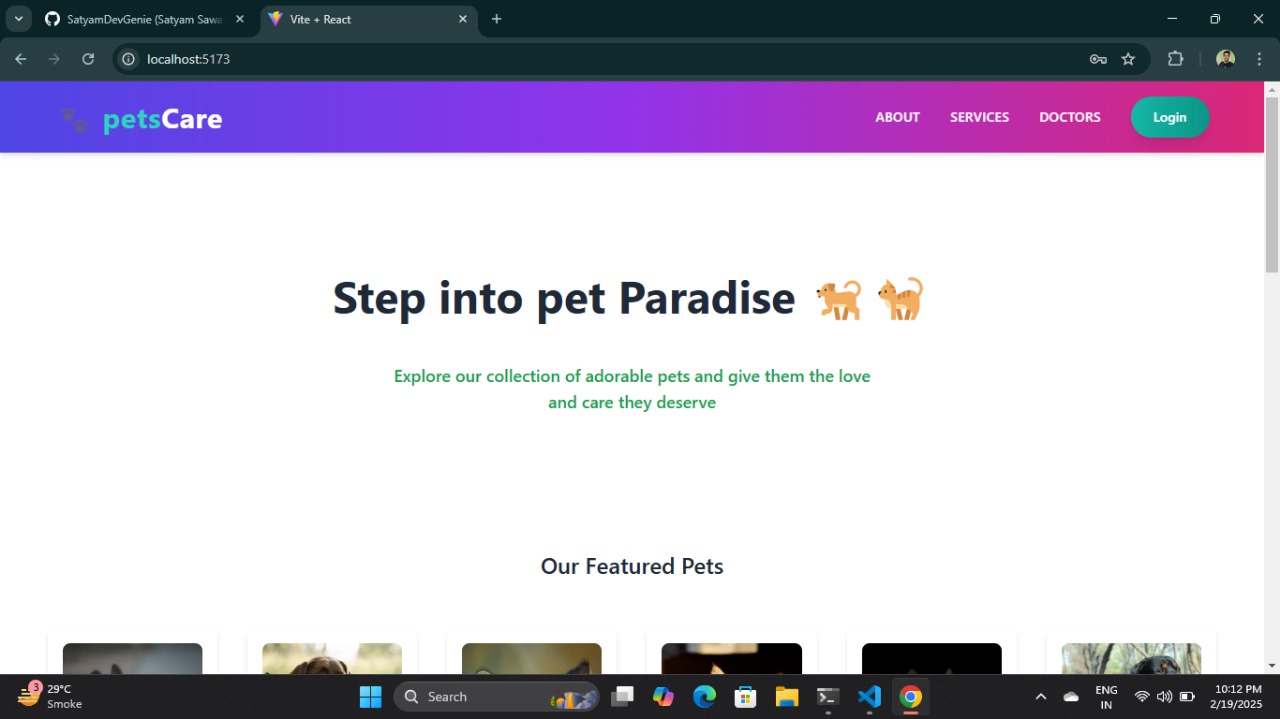 SatyamDevGenie (Satyam Sawa
Vite + React
localhost:5173
petsCare
ABOUT
SERVICES
DOCTORS
Login
Step into pet Paradise
Explore our collection of adorable pets and give them the love
and care they deserve
Our Featured Pets
3
29°C
Smoke
Search
ENG
IN
10:12 PM
2/19/2025